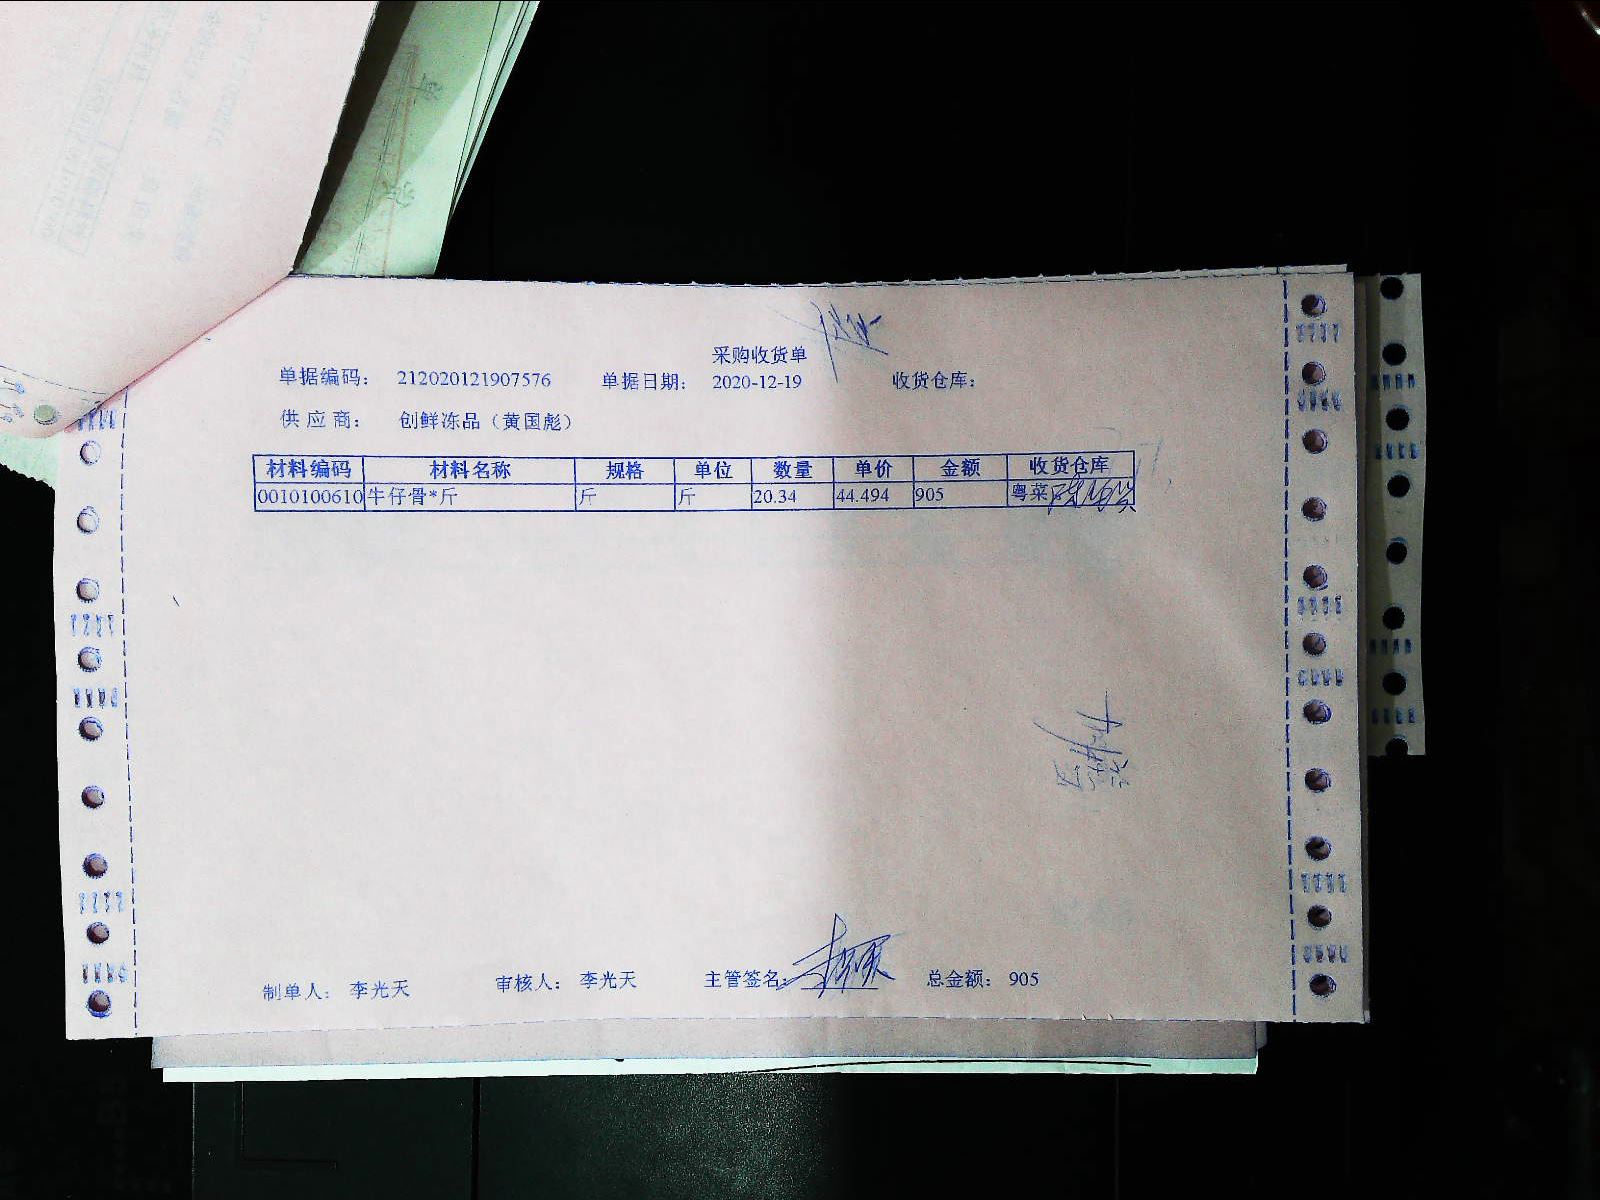 采购收货单
单据编码： 212020121907576 单据日期： 2020-12-19 收货仓库：
供 应 商： 创鲜冻品（黄国彪）
材料编码 材料名称 规格 单位 数量 单价 金额 收货仓库
0010100610 牛仔骨*斤 斤 斤 20.34 44.494 905 粤菜
制单人： 李光天 审核人： 李光天 主管签名： 总金额： 905